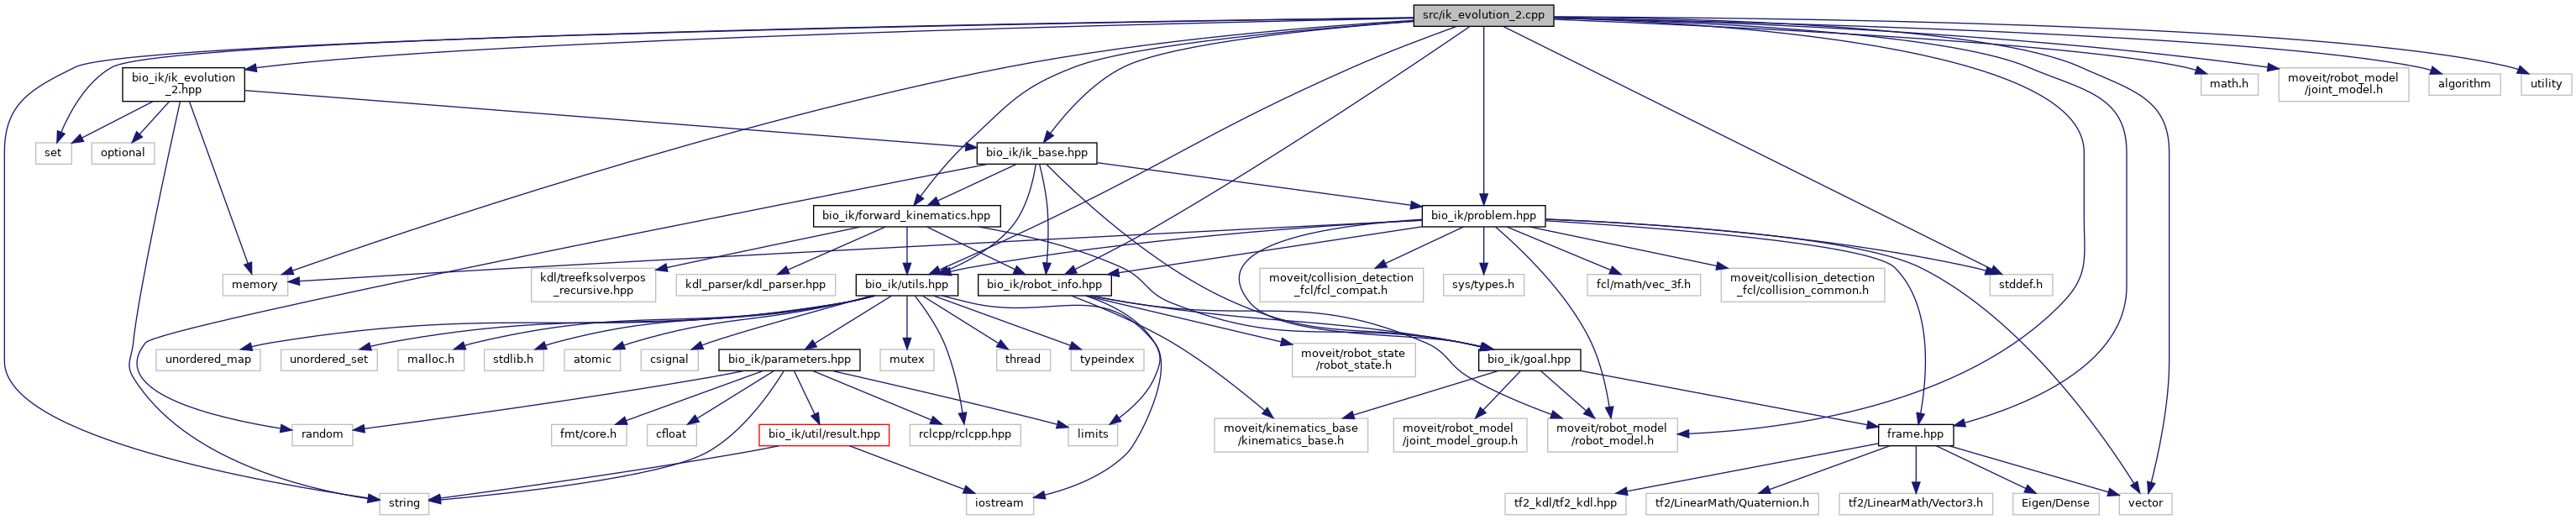 src/ik_evolution_2.cpp
bio_ik/ik_evolution
_2.hpp
math.h
moveit/robot_model
/joint_model.h
algorithm
utility
set
optional
bio_ik/ik_base.hpp
bio_ik/forward_kinematics.hpp
bio_ik/problem.hpp
memory
kdl/treefksolverpos
_recursive.hpp
kdl_parser/kdl_parser.hpp
bio_ik/utils.hpp
bio_ik/robot_info.hpp
moveit/collision_detection
_fcl/fcl_compat.h
sys/types.h
fcl/math/vec_3f.h
moveit/collision_detection
_fcl/collision_common.h
stddef.h
unordered_map
unordered_set
malloc.h
stdlib.h
atomic
csignal
bio_ik/parameters.hpp
mutex
thread
typeindex
moveit/robot_state
/robot_state.h
bio_ik/goal.hpp
random
fmt/core.h
cfloat
bio_ik/util/result.hpp
rclcpp/rclcpp.hpp
limits
moveit/kinematics_base
/kinematics_base.h
moveit/robot_model
/joint_model_group.h
moveit/robot_model
/robot_model.h
frame.hpp
string
iostream
tf2_kdl/tf2_kdl.hpp
tf2/LinearMath/Quaternion.h
tf2/LinearMath/Vector3.h
Eigen/Dense
vector